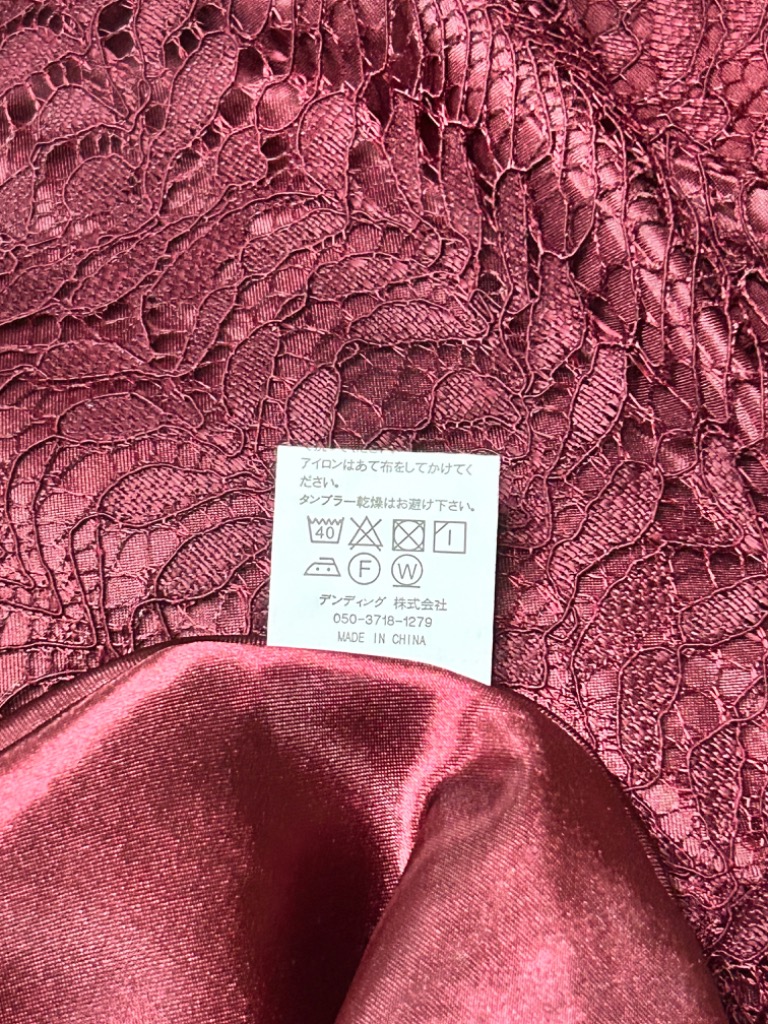 アイロンはあて布をしてかけてく
ださい。
タンブラー乾燥はお避け下さい。
40
F W
デンディング 株式会社
050-3718-1279
MADE IN CHINA